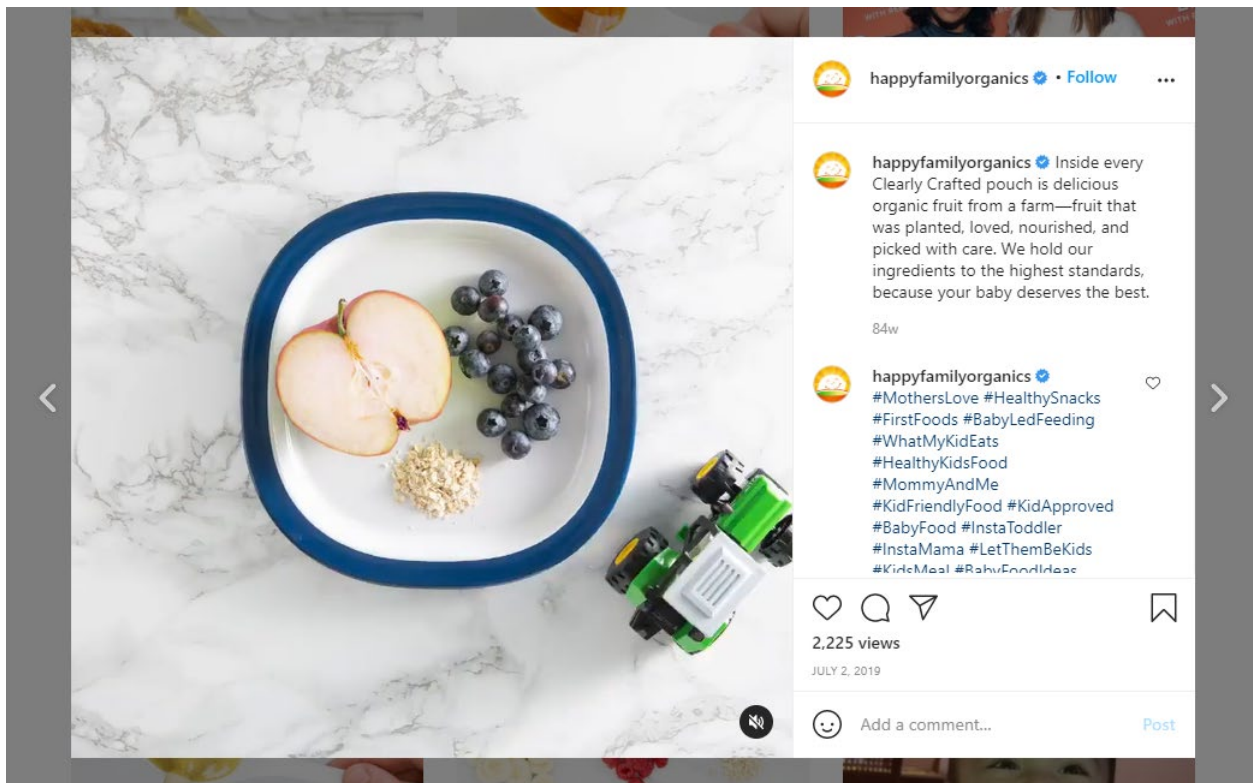 happyfamilyorganics • Follow
happyfamilyorganics Inside every
Clearly Crafted pouch is delicious
organic fruit from a farm—fruit that
was planted, loved, nourished, and
picked with care. We hold our
ingredients to the highest standards,
because your baby deserves the best.
84w
happyfamilyorganics
#MothersLove #HealthySnacks
#FirstFoods #BabyLedFeeding
#WhatMyKidEats
#HealthyKidsFood
#MommyAndMe
#KidFriendlyFood #KidApproved
#BabyFood #InstaToddler
#InstaMama #LetThemBeKids
#KidsMeal #BabyFoodIdeas
2,225 views
JULY 2, 2019
Add a comment... Post